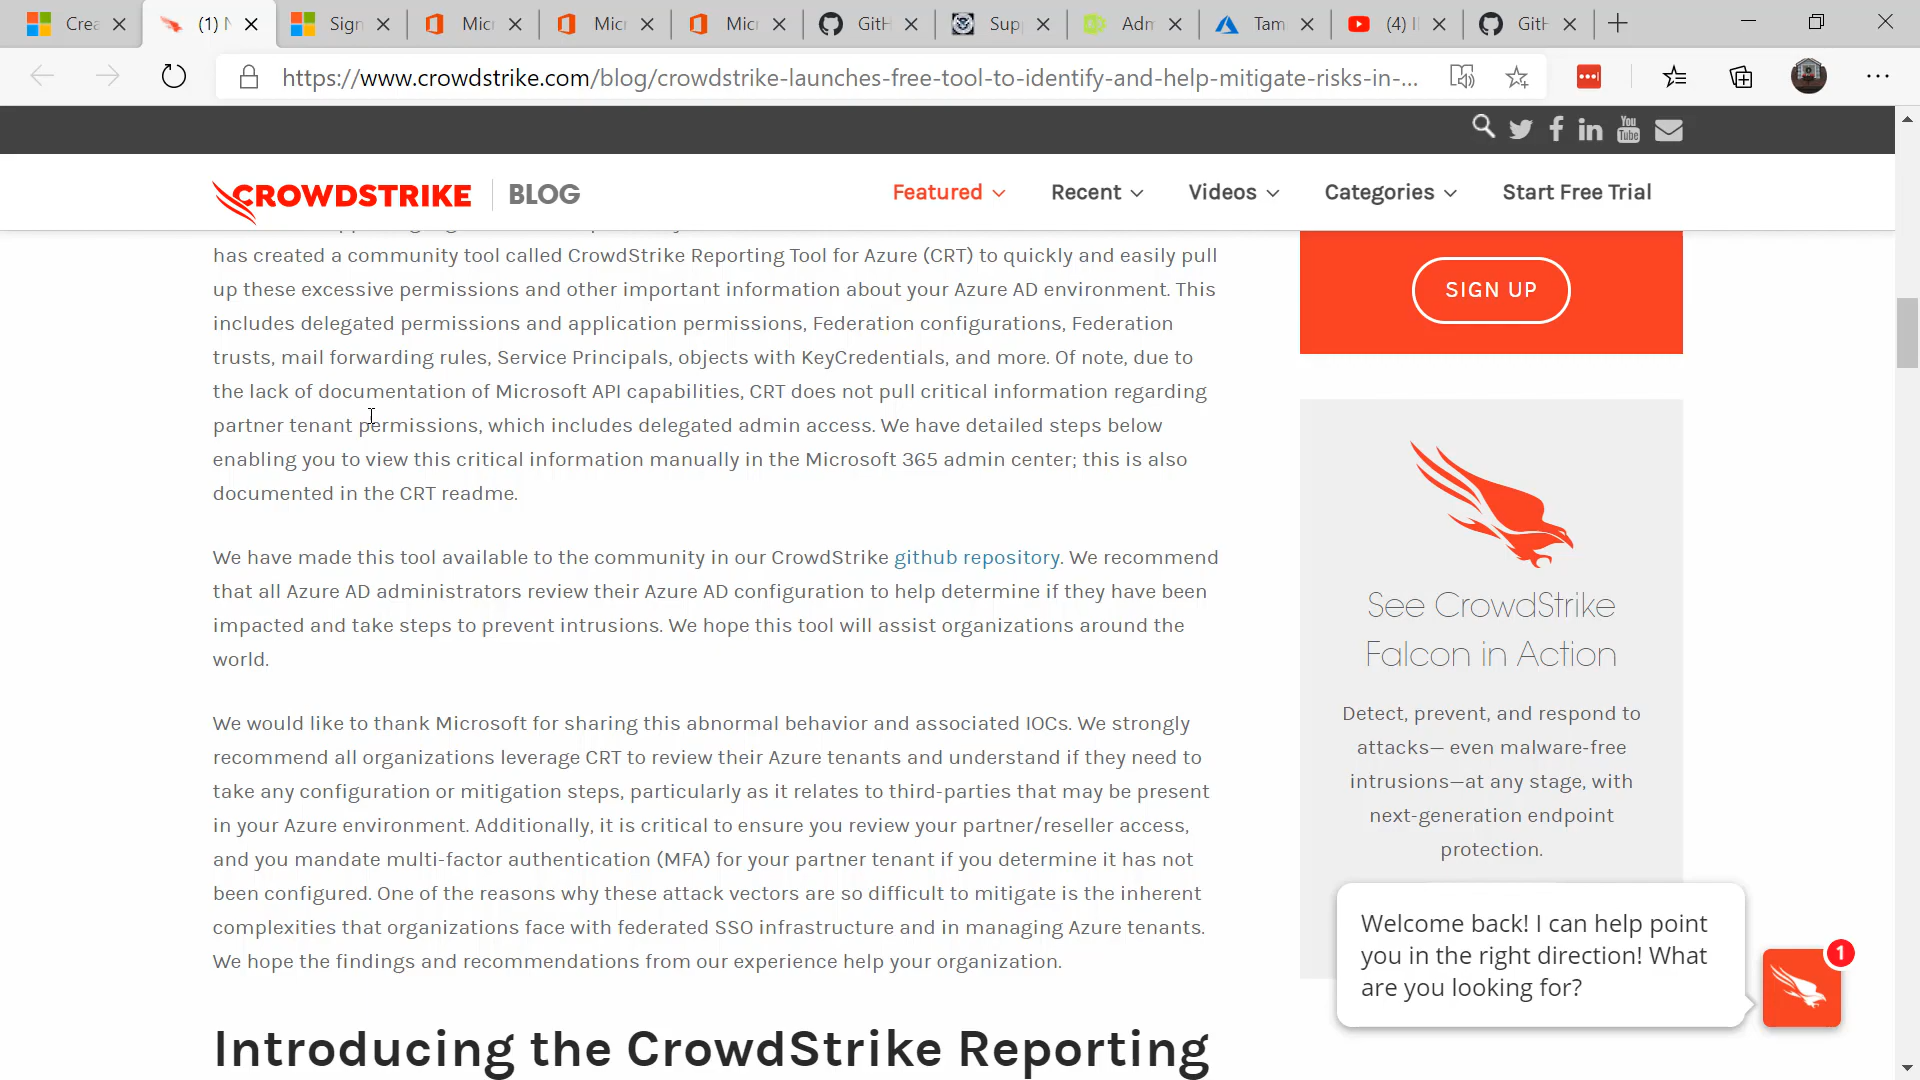 Crea
(1) N
Sign
Micr
Micr
Micr
GitH
Supp
Adm
Tam
(4) I
GitH
https://www.crowdstrike.com/blog/crowdstrike-launches-free-tool-to-identify-and-help-mitigate-risks-in-...
You Tube
CROWDSTRIKE BLOG
Featured Recent Videos Categories Start Free Trial
has created a community tool called CrowdStrike Reporting Tool for Azure (CRT) to quickly and easily pull
up these excessive permissions and other important information about your Azure AD environment. This
includes delegated permissions and application permissions, Federation configurations, Federation
trusts, mail forwarding rules, Service Principals, objects with KeyCredentials, and more. Of note, due to
the lack of documentation of Microsoft API capabilities, CRT does not pull critical information regarding
partner tenant permissions, which includes delegated admin access. We have detailed steps below
enabling you to view this critical information manually in the Microsoft 365 admin center; this is also
documented in the CRT readme.
We have made this tool available to the community in our CrowdStrike github repository. We recommend
that all Azure AD administrators review their Azure AD configuration to help determine if they have been
impacted and take steps to prevent intrusions. We hope this tool will assist organizations around the
world.
We would like to thank Microsoft for sharing this abnormal behavior and associated IOCs. We strongly
recommend all organizations leverage CRT to review their Azure tenants and understand if they need to
take any configuration or mitigation steps, particularly as it relates to third-parties that may be present
in your Azure environment. Additionally, it is critical to ensure you review your partner/reseller access,
and you mandate multi-factor authentication (MFA) for your partner tenant if you determine it has not
been configured. One of the reasons why these attack vectors are so difficult to mitigate is the inherent
complexities that organizations face with federated SSO infrastructure and in managing Azure tenants.
We hope the findings and recommendations from our experience help your organization.
Introducing the CrowdStrike Reporting
SIGN UP
See CrowdStrike
Falcon in Action
Detect, prevent, and respond to
attacks— even malware-free
intrusions—at any stage, with
next-generation endpoint
protection.
Welcome back! I can help point
you in the right direction! What
are you looking for?
1